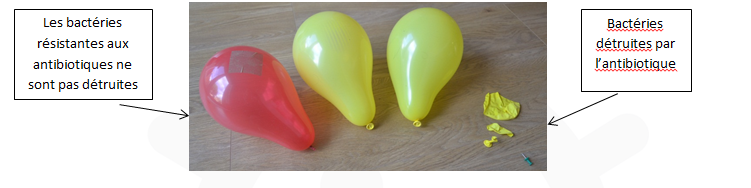 Les bactéries
résistantes aux
antibiotiques ne
sont pas détruites
Bactéries
détruites par
l'antibiotique